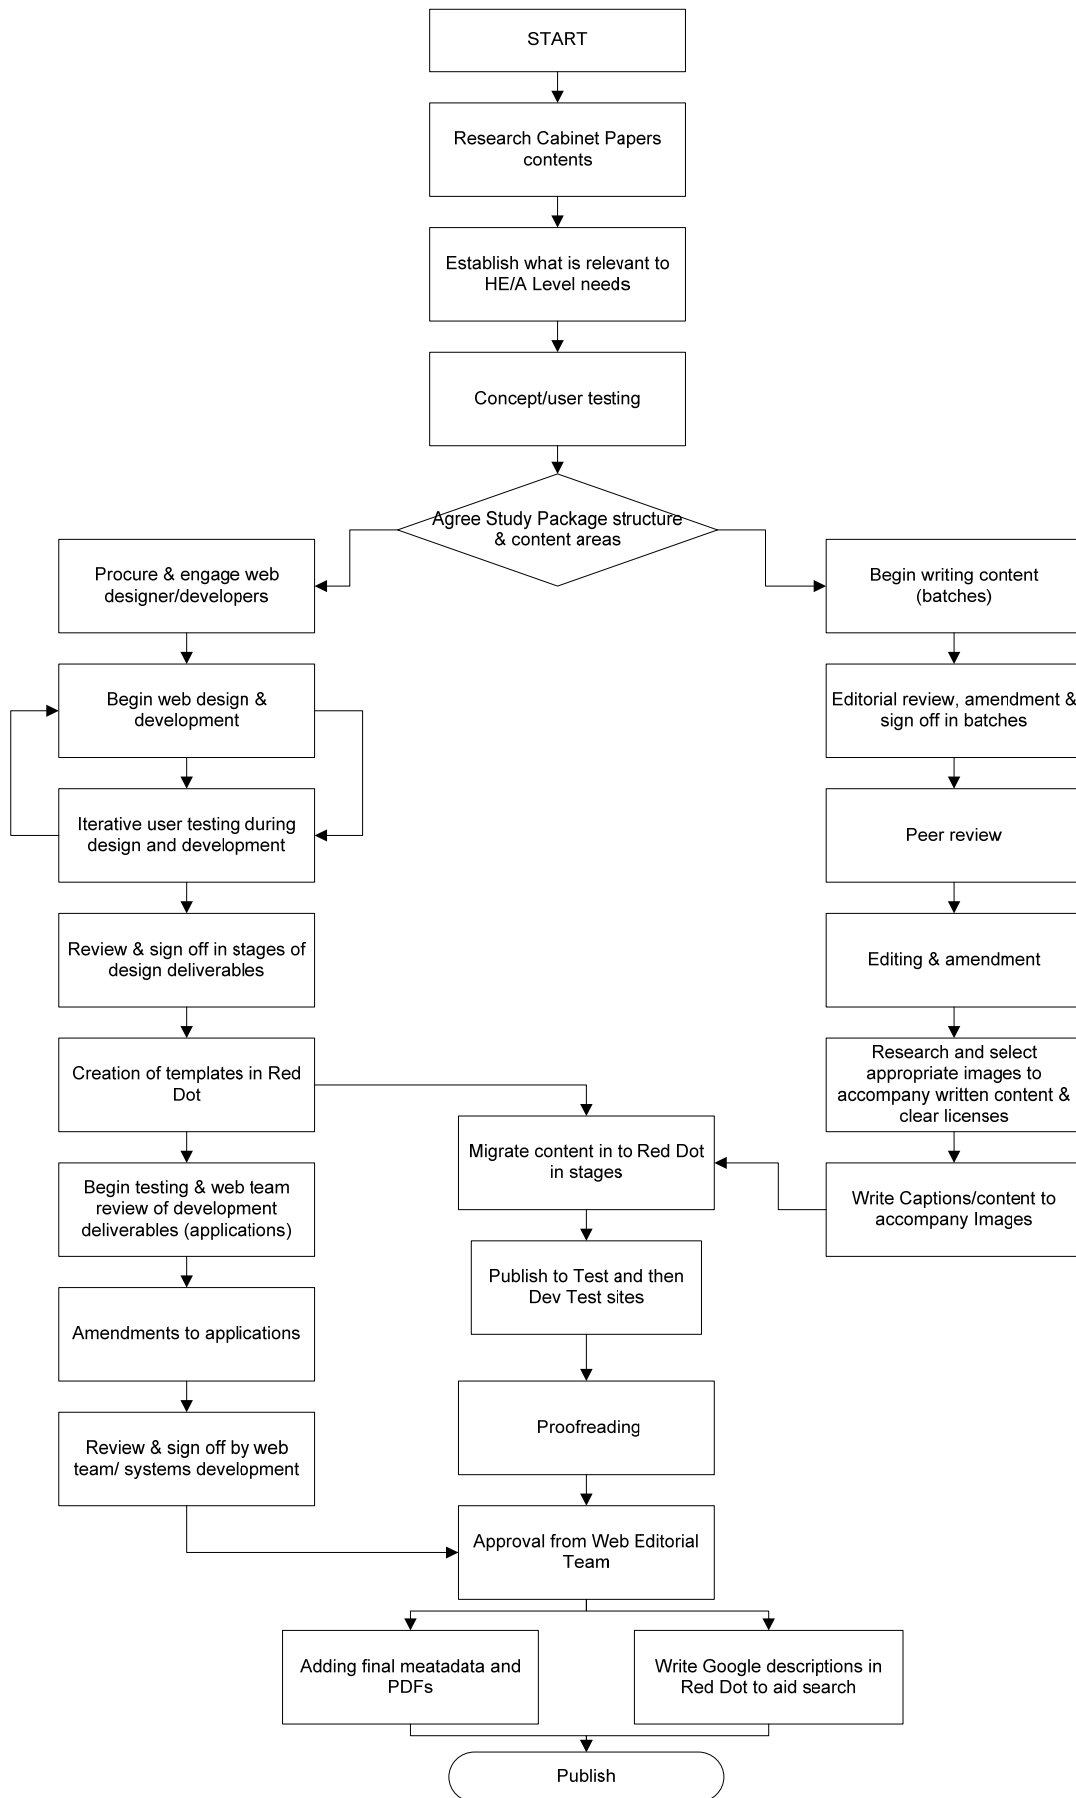 START
Research Cabinet Papers
contents
Establish what is relevant to
HE/A Level needs
Concept/user testing
Agree Study Package structure
& content areas
Procure & engage web
designer/developers
Begin web design &
development
Iterative user testing during
design and development
Review & sign off in stages of
design deliverables
Creation of templates in Red
Dot
Begin testing & web team
review of development
deliverables (applications)
Amendments to applications
Review & sign off by web
team/ systems development
Begin writing content
(batches)
Editorial review, amendment &
sign off in batches
Peer review
Editing & amendment
Research and select
appropriate images to
accompany written content &
clear licenses
Write Captions/content to
accompany Images
Migrate content in to Red Dot
in stages
Publish to Test and then
Dev Test sites
Proofreading
Approval from Web Editorial
Team
Adding final meatadata and
PDFs
Write Google descriptions in
Red Dot to aid search
Publish